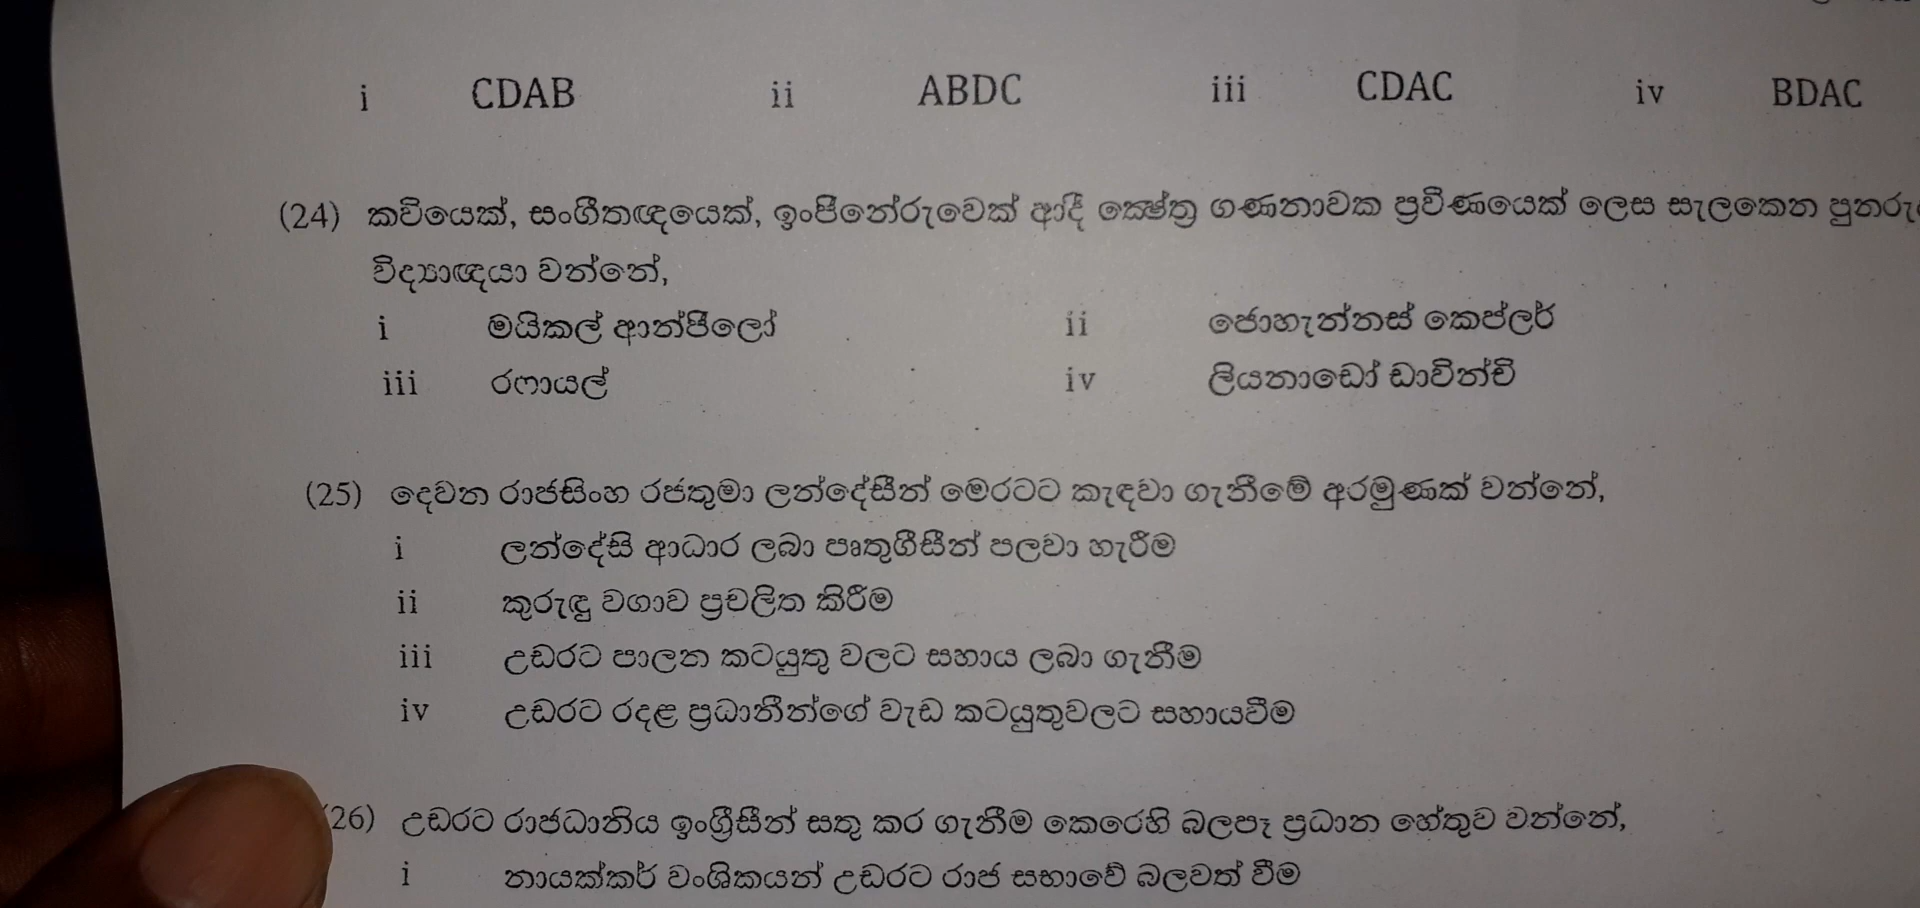 i CDAB ii ABDC iii CDAC iv BDAC
(24) කවියෙක්, සංගීතඥයෙක්, ඉංජිනේරුවෙක් ආදී ක්‍ෂේත්‍ර ගණනාවක ප්‍රවීණයෙක් ලෙස සැලකෙන
විද්‍යාඥයා වන්නේ,
i මයිකල් ආන්ජිලෝ ii ජොහැන්නස් කෙප්ලර්
iii රෆායල් iv ලියනාඩෝ ඩාවින්චි
(25) දෙවන රාජසිංහ රජතුමා ලන්දේසීන් මෙරටට කැඳවා ගැනීමේ අරමුණක් වන්නේ,
i ලන්දේසි ආධාර ලබා පෘතුගීසීන් පලවා හැරීම
ii කුරුඳු වගාව ප්‍රචලිත කිරීම
iii උඩරට පාලන කටයුතු වලට සහාය ලබා ගැනීම
iv උඩරට රදළ ප්‍රධානීන්ගේ වැඩ කටයුතුවලට සහායවීම
26) උඩරට රාජධානිය ඉංග්‍රීසීන් සතු කර ගැනීම කෙරෙහි බලපෑ ප්‍රධාන හේතුව වන්නේ,
i නායක්කර් වංශිකයන් උඩරට රාජ සභාවේ බලවත් වීම